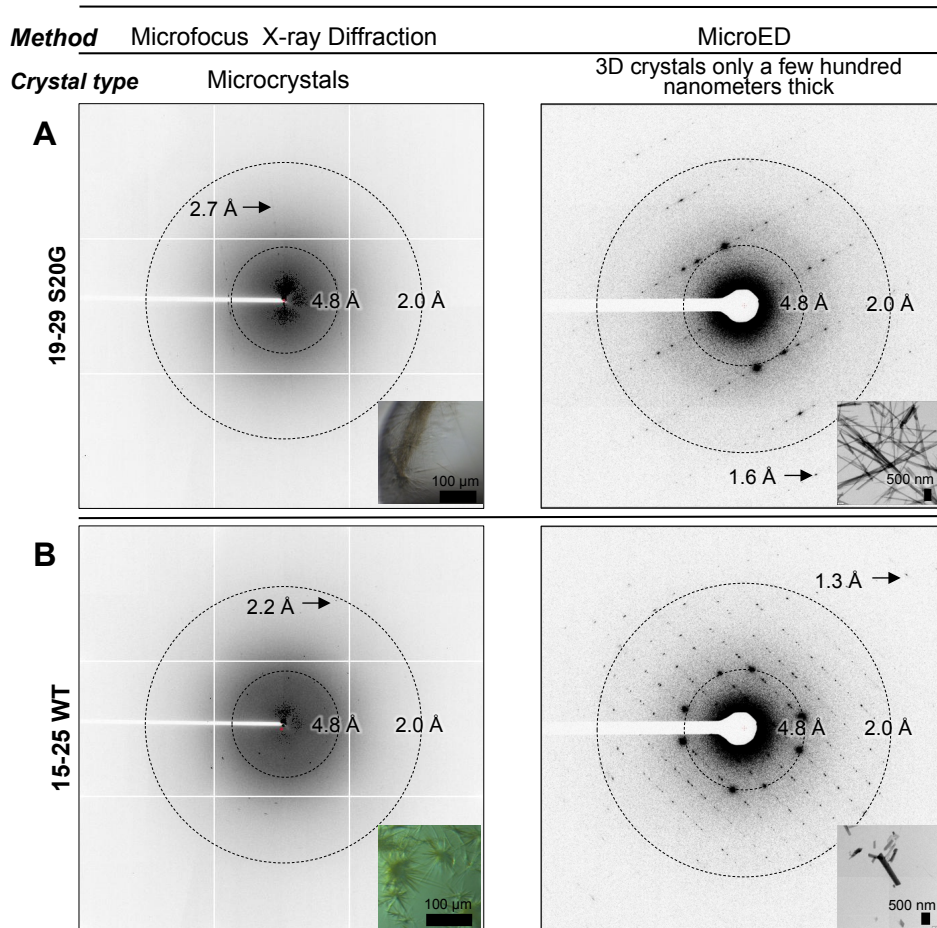 Method Microfocus X-ray Diffraction MicroED
Crystal type Microcrystals 3D crystals only a few hundred
nanometers thick
A
19-29 S20G
2.7 Å
4.8 Å 2.0 Å
100 µm
4.8 Å 2.0 Å
1.6 Å
500 nm
B
15-25 WT
2.2 Å
4.8 Å 2.0 Å
100 µm
1.3 Å
4.8 Å 2.0 Å
500 nm